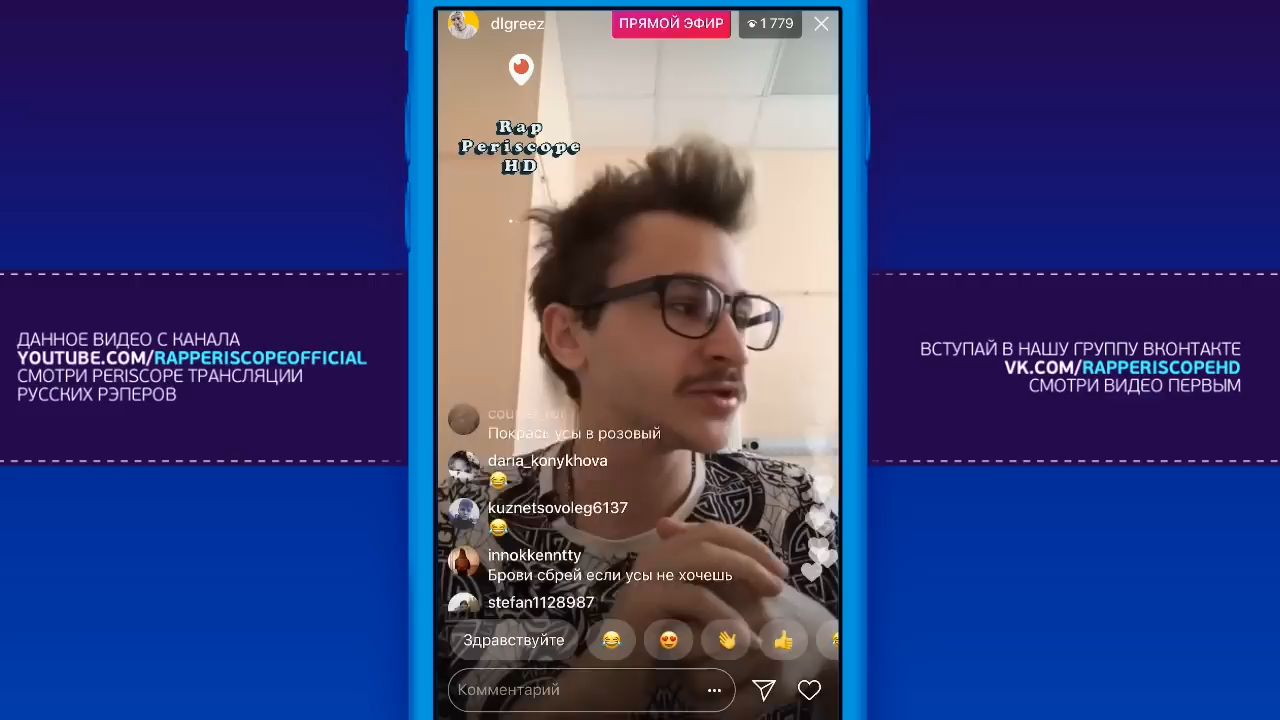 dlgreez
ПРЯМОЙ ЭФИР
1 779
Rap
Periscope
HD
ДАННОЕ ВИДЕО С КАНАЛА
YOUTUBE.COM/RAPPERISCOPEOFFICIAL
СМОТРИ PERISCOPE ТРАНСЛЯЦИИ
РУССКИХ РЭПЕРОВ
ВСТУПАЙ В НАШУ ГРУППУ ВКОНТАКТЕ
VK.COM/RAPPERISCOPEHD
СМОТРИ ВИДЕО ПЕРВЫМ
Покрась усы в розовый
daria_konykhova
😂
kuznetsovoleg6137
😂
innokkenntty
Брови сбрей если усы не хочешь
stefan1128987
Здравствуйте 😂 😍 👋 👍
Комментарий